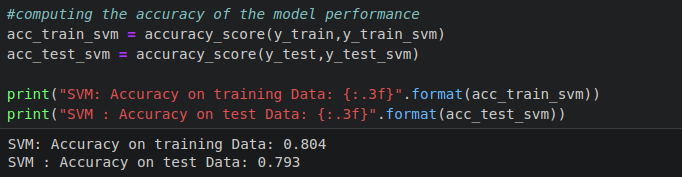 #computing the accuracy of the model performance
acc_train_svm = accuracy_score(y_train,y_train_svm)
acc_test_svm = accuracy_score(y_test,y_test_svm)
print("SVM: Accuracy on training Data: {:.3f}".format(acc_train_svm))
print("SVM : Accuracy on test Data: {:.3f}".format(acc_test_svm))
SVM: Accuracy on training Data: 0.804
SVM : Accuracy on test Data: 0.793